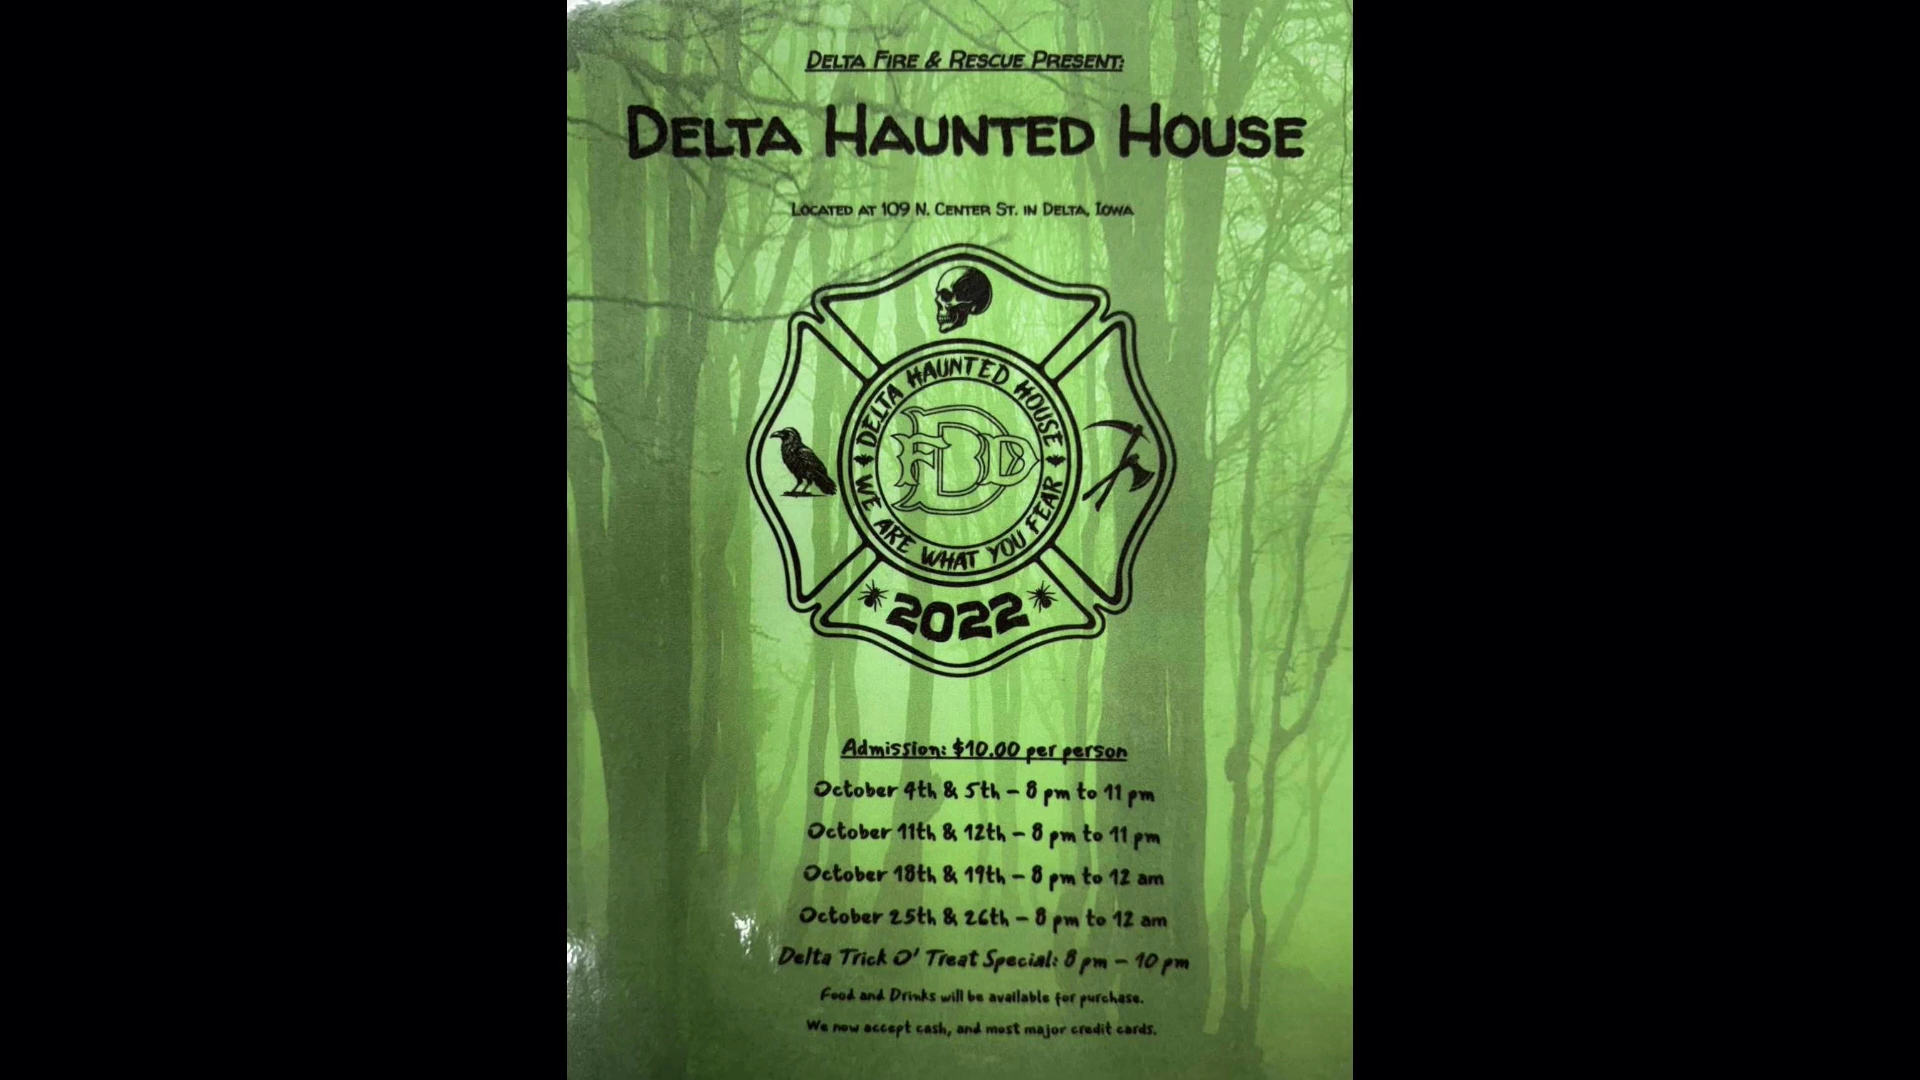 DELTA FIRE & RESCUE PRESENT:
DELTA HAUNTED HOUSE
LOCATED AT 109 N. CENTER ST. IN DELTA, IOWA
DELTA HAUNTED HOUSE
FDD
WE ARE WHAT YOU FEAR
2022
Admission: $10.00 per person
October 4th & 5th – 8 pm to 11 pm
October 11th & 12th – 8 pm to 11 pm
October 18th & 19th – 8 pm to 12 am
October 25th & 26th – 8 pm to 12 am
Delta Trick O' Treat Special: 8 pm – 10 pm
Food and Drinks will be available for purchase.
We now accept cash, and most major credit cards.